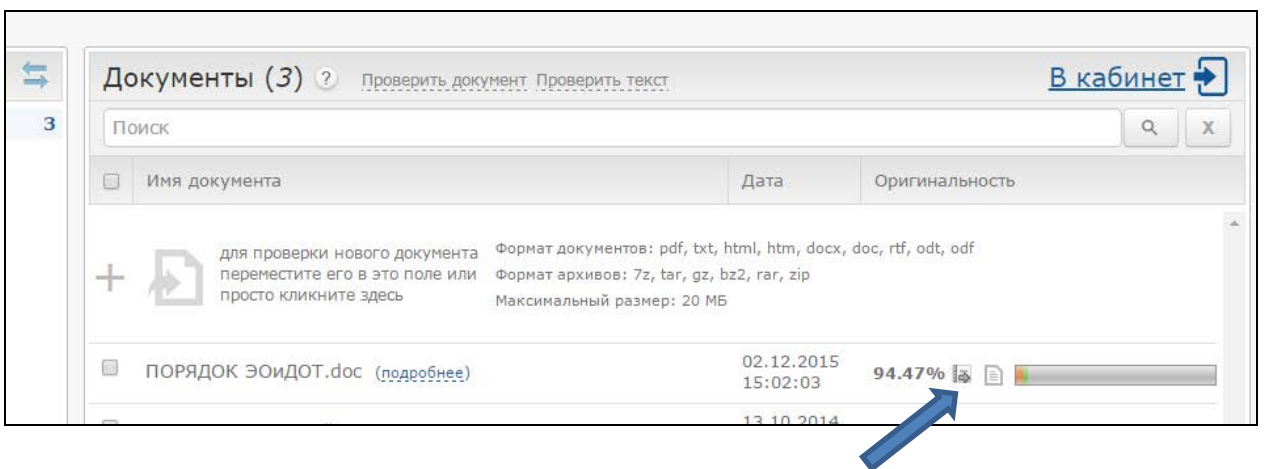 Документы (3) ? Проверить документ Проверить текст В кабинет
3
Поиск X
Имя документа Дата Оригинальность
для проверки нового документа переместите его в это поле или просто кликните здесь
Формат документов: pdf, txt, html, htm, docx, doc, rtf, odt, odf
Формат архивов: 7z, tar, gz, bz2, rar, zip
Максимальный размер: 20 МБ
ПОРЯДОК ЭОиДОТ.doc (подробнее) 02.12.2015 15:02:03 94.47%
13.10.2014